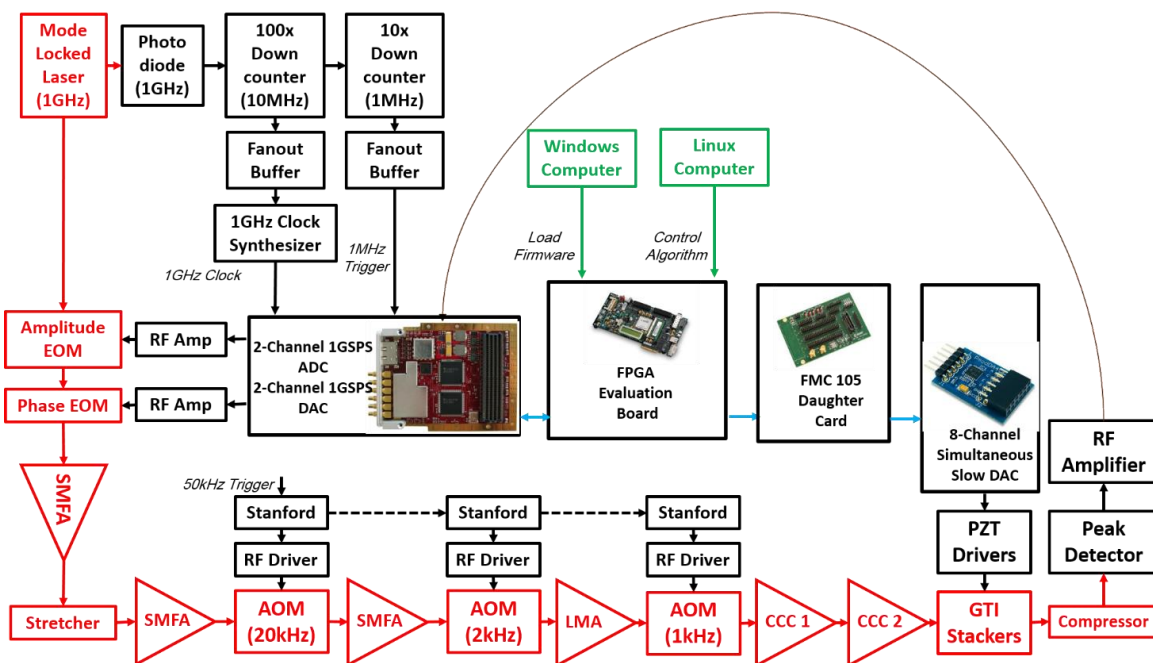 Mode
Locked
Laser
(1GHz)
Photo
diode
(1GHz)
100x
Down
counter
(10MHz)
10x
Down
counter
(1MHz)
Fanout
Buffer
Fanout
Buffer
Windows
Computer
Linux
Computer
1GHz Clock
Synthesizer
1GHz Clock
1MHz
Trigger
Load
Firmware
Control
Algorithm
Amplitude
EOM
RF Amp
2-Channel 1GSPS
ADC
2-Channel 1GSPS
DAC
Phase EOM
RF Amp
FPGA
Evaluation
Board
FMC 105
Daughter
Card
8-Channel
Simultaneous
Slow DAC
RF
Amplifier
SMFA
50kHz Trigger
Stanford
Stanford
Stanford
RF Driver
RF Driver
RF Driver
PZT
Drivers
Peak
Detector
Stretcher
SMFA
AOM
(20kHz)
SMFA
AOM
(2kHz)
LMA
AOM
(1kHz)
CCC 1
CCC 2
GTI
Stackers
Compressor